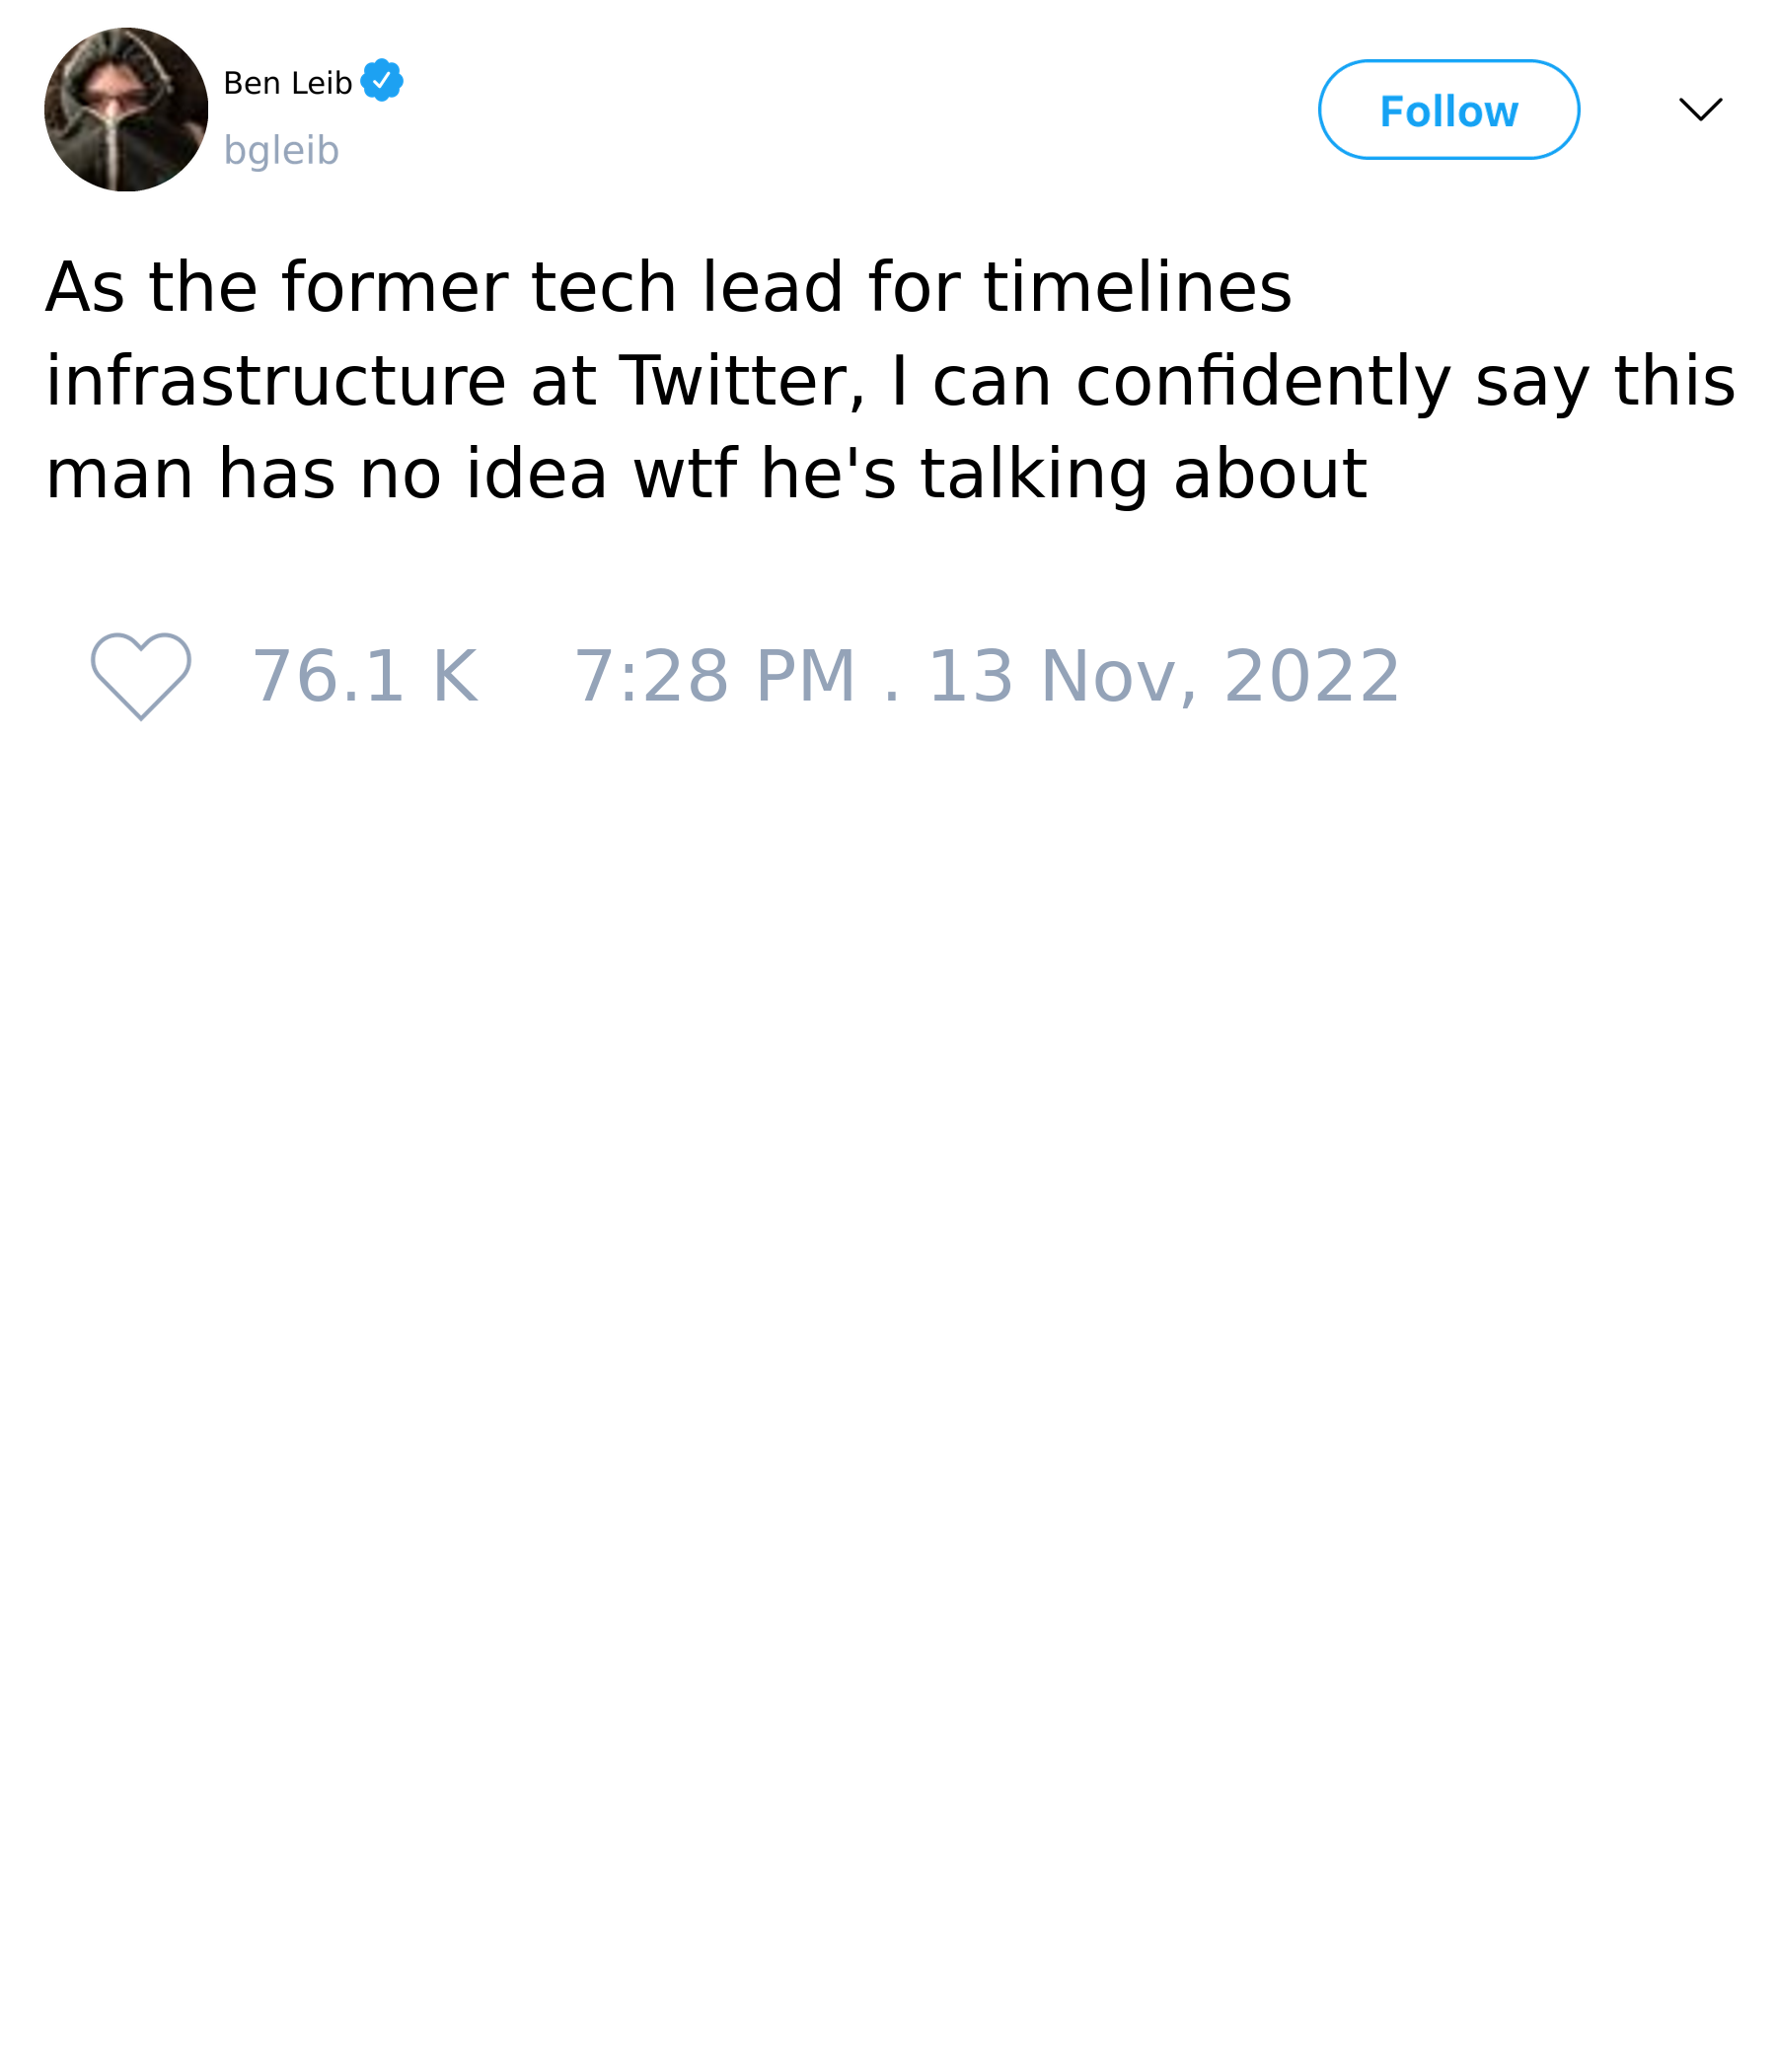 Ben Leib
bgleib
Follow
As the former tech lead for timelines
infrastructure at Twitter, I can confidently say this
man has no idea wtf he's talking about
76.1 K 7:28 PM . 13 Nov, 2022